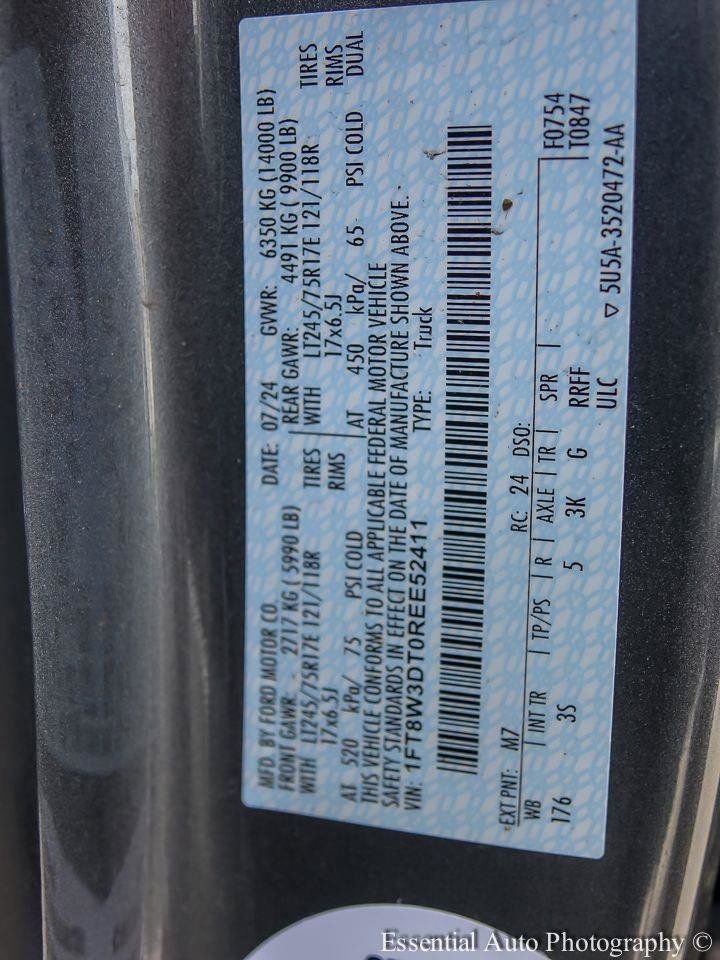 MFD. BY FORD MOTOR CO. DATE: 07/24 GVWR: 6350 KG (14000 LB)
FRONT GAWR: 2717 KG ( 5990 LB) REAR GAWR: 4491 KG ( 9900 LB)
WITH LT245/75R17E 121/118R TIRES WITH LT245/75R17E 121/118R TIRES
17x6.5J RIMS 17x6.5J RIMS
AT 520 kPa/ 75 PSI COLD AT 450 kPa/ 65 PSI COLD DUAL
THIS VEHICLE CONFORMS TO ALL APPLICABLE FEDERAL MOTOR VEHICLE
SAFETY STANDARDS IN EFFECT ON THE DATE OF MANUFACTURE SHOWN ABOVE.
VIN: 1FT8W3DT0REE52411 TYPE: Truck
EXT PNT: M7 RC: 24 DSO: F0754
WB INT TR TP/PS R AXLE TR SPR T0847
176 3S 5 3K G RRFF
ULC ▽ 5U5A-3520472-AA
Essential Auto Photography ©